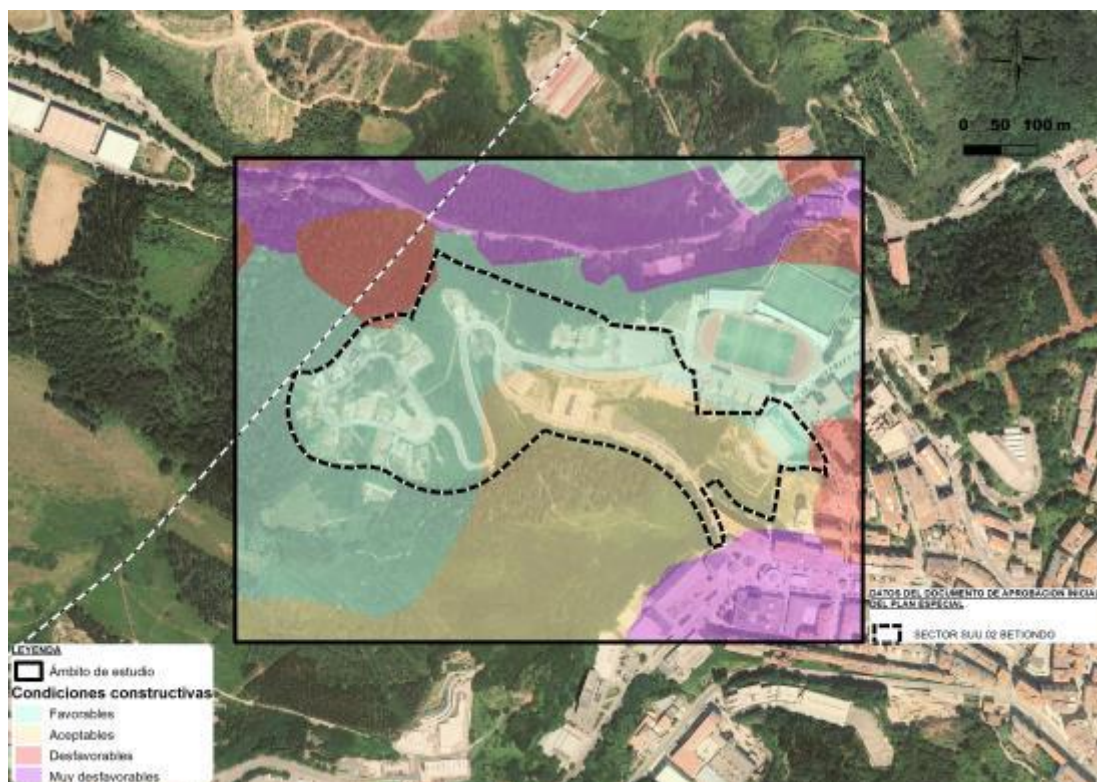 0 50 100 m
DATOS DEL DOCUMENTO DE APROBACION INICIAL
DEL PLAN ESPECIAL
SECTOR SUU 02 BETIONDO
LEYENDA
Ámbito de estudio
Condiciones constructivas
Favorables
Aceptables
Desfavorables
Muy desfavorables